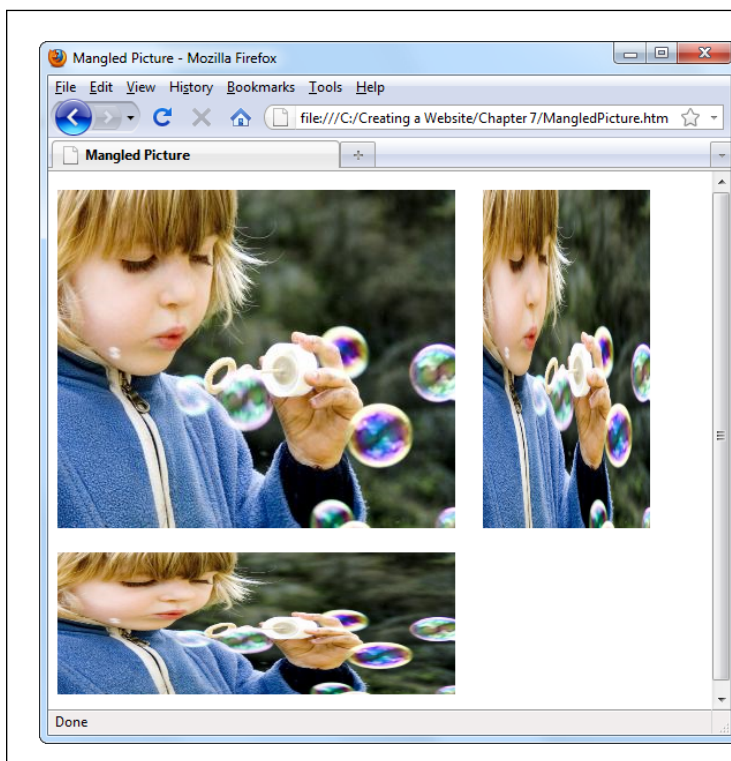 Mangled Picture - Mozilla Firefox
File Edit View History Bookmarks Tools Help
file:///C:/Creating a Website/Chapter 7/MangledPicture.htm
Mangled Picture
Done